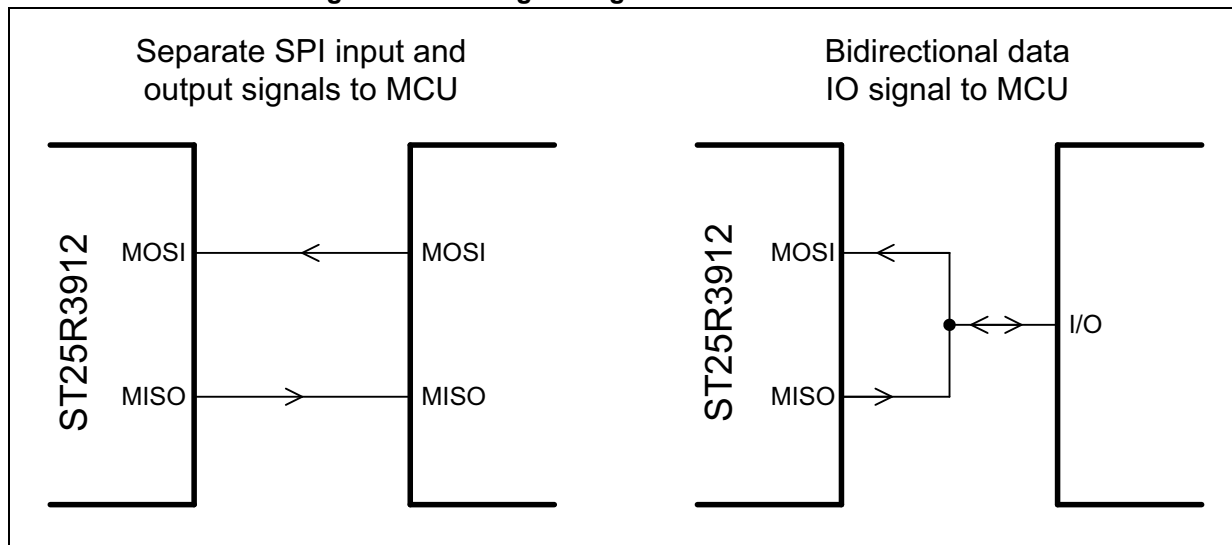 Separate SPI input and
output signals to MCU
ST25R3912
MOSI
MISO
MOSI
MISO
Bidirectional data
IO signal to MCU
ST25R3912
MOSI
MISO
I/O